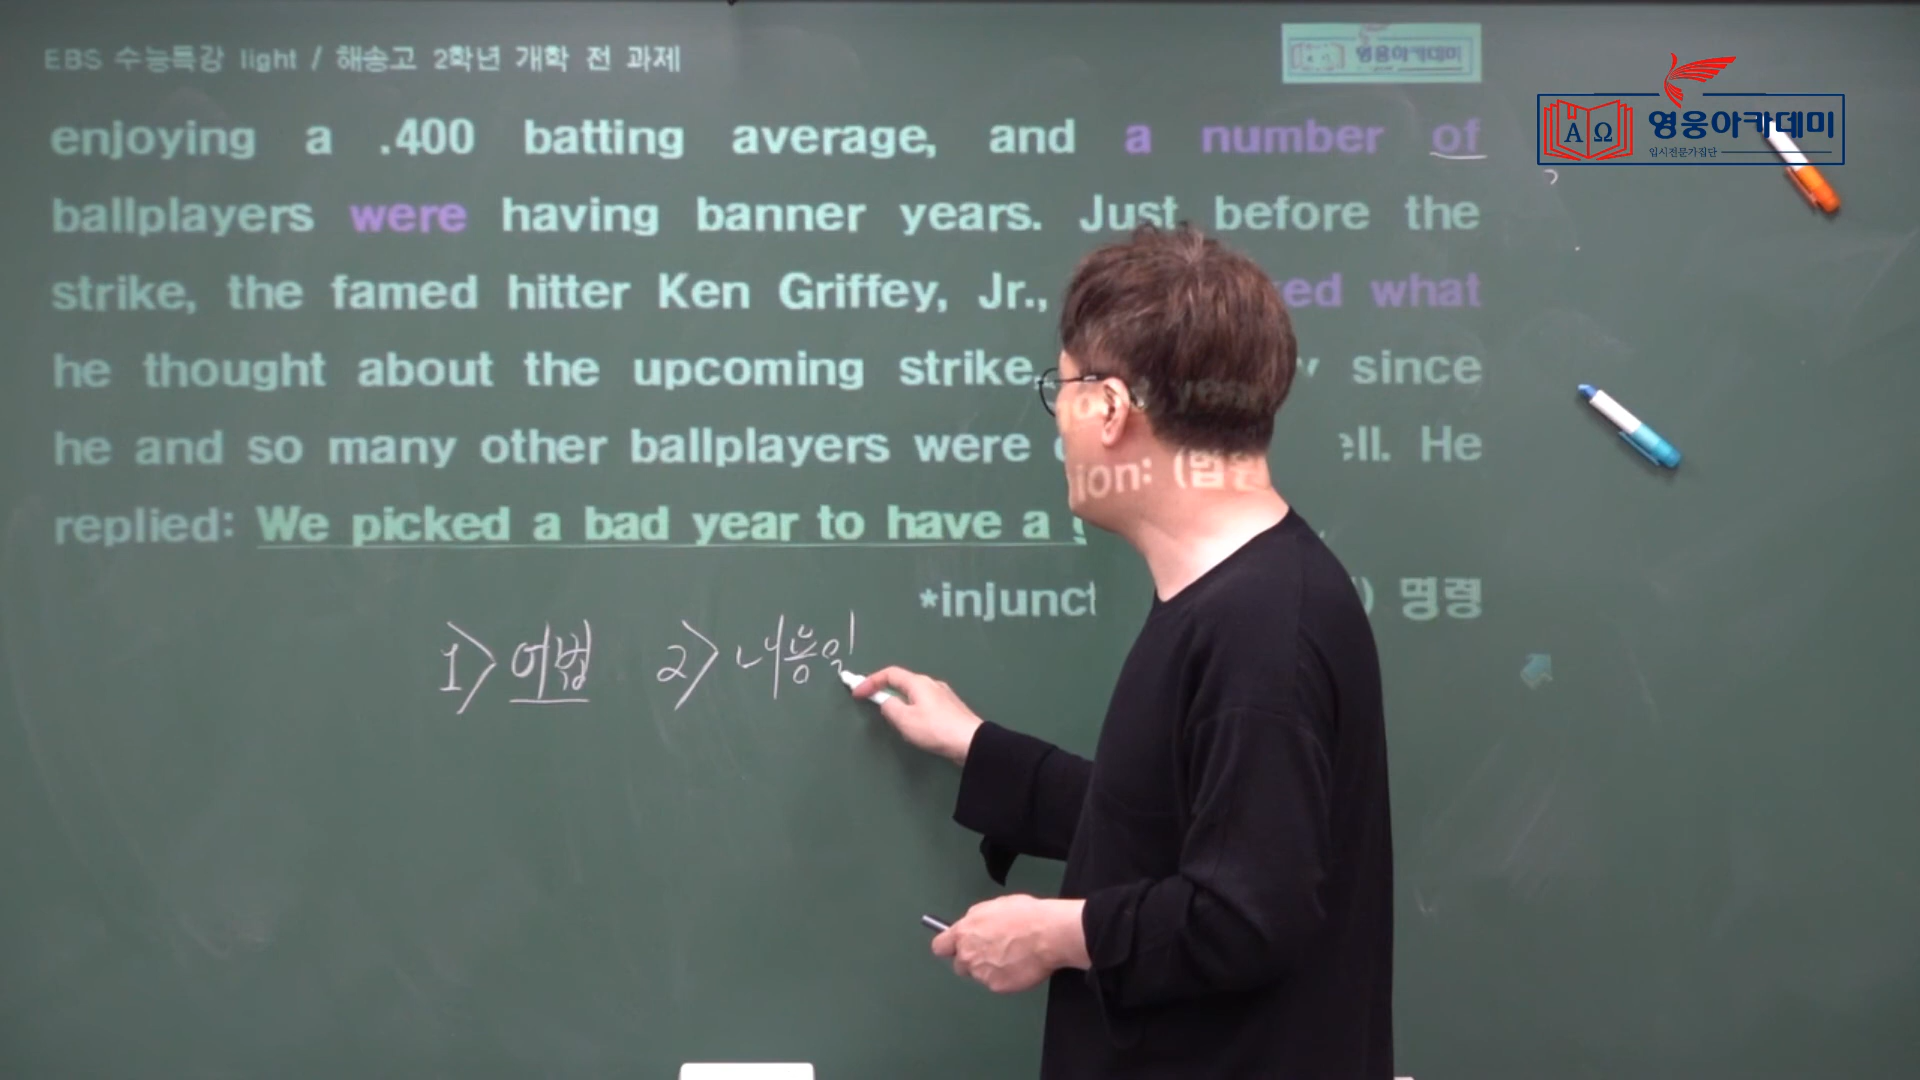 EBS 수능특강 light / 해송고 2학년 개학 전 과제
영웅아카데미
영웅아카데미
입시전문가집단
A Ω
enjoying a .400 batting average, and a number of
ballplayers were having banner years. Just before the
strike, the famed hitter Ken Griffey, Jr., ked what
he thought about the upcoming strike, since
he and so many other ballplayers were ell. He
replied: We picked a bad year to have a
*injunction: (법원 ) 명령
1> 어법 2> 내용일